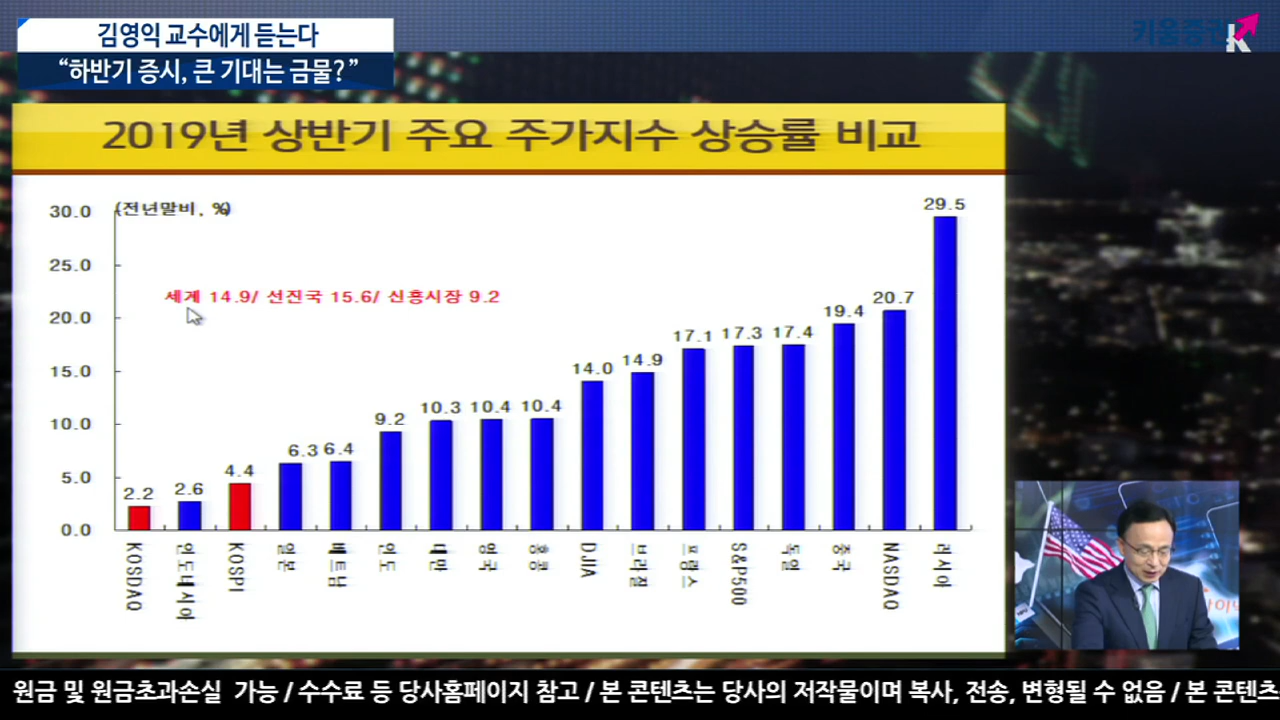 김영익 교수에게 듣는다
키움증권
“하반기 증시, 큰 기대는 금물?”
2019년 상반기 주요 주가지수 상승률 비교
(전년말비, %)
30.0
25.0
20.0
15.0
10.0
5.0
0.0
세계 14.9/ 선진국 15.6/ 신흥시장 9.2
2.2 2.6 4.4 6.3 6.4 9.2 10.3 10.4 10.4 14.0 14.9 17.1 17.3 17.4 19.4 20.7 29.5
KOSDAQ 인도네시아 KOSPI 일본 베트남 인도 대만 영국 홍콩 DJIA 브라질 프랑스 S&P500 독일 중국 NASDAQ 러시아
원금 및 원금초과손실 가능 / 수수료 등 당사홈페이지 참고 / 본 콘텐츠는 당사의 저작물이며 복사, 전송, 변형될 수 없음 / 본 콘텐츠